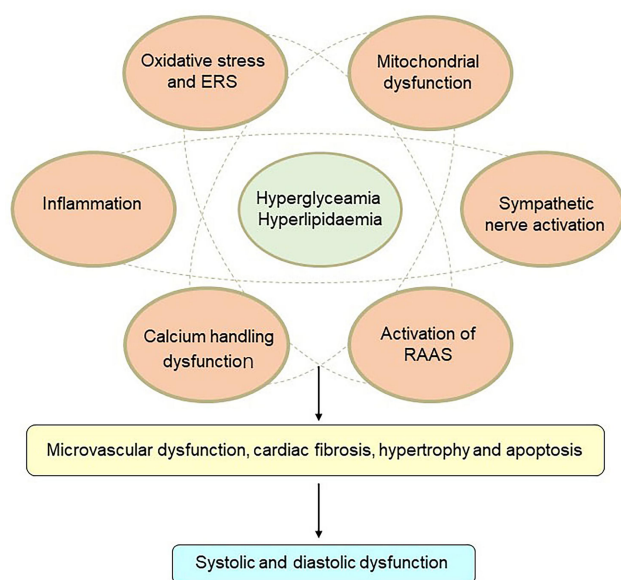 Oxidative stress
and ERS
Mitochondrial
dysfunction
Inflammation
Hyperglyceamia
Hyperlipidaemia
Sympathetic
nerve activation
Calcium handling
dysfunction
Activation of
RAAS
Microvascular dysfunction, cardiac fibrosis, hypertrophy and apoptosis
Systolic and diastolic dysfunction